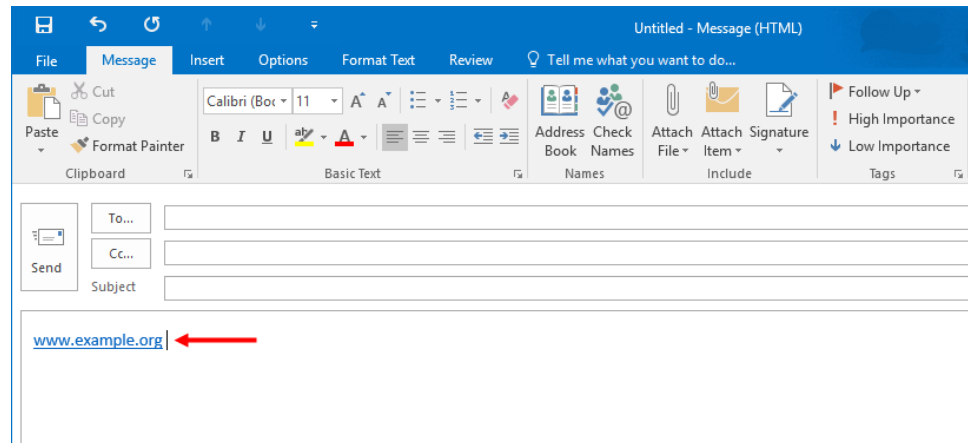 Untitled - Message (HTML)
File Message Insert Options Format Text Review Tell me what you want to do...
Cut
Copy
Format Painter
Paste
Clipboard
Calibri (Boc 11 A A
B I U aby A
Basic Text
Address Book
Check Names
Names
Attach File
Attach Item
Signature
Include
Follow Up
High Importance
Low Importance
Tags
Send
To...
Cc...
Subject
www.example.org